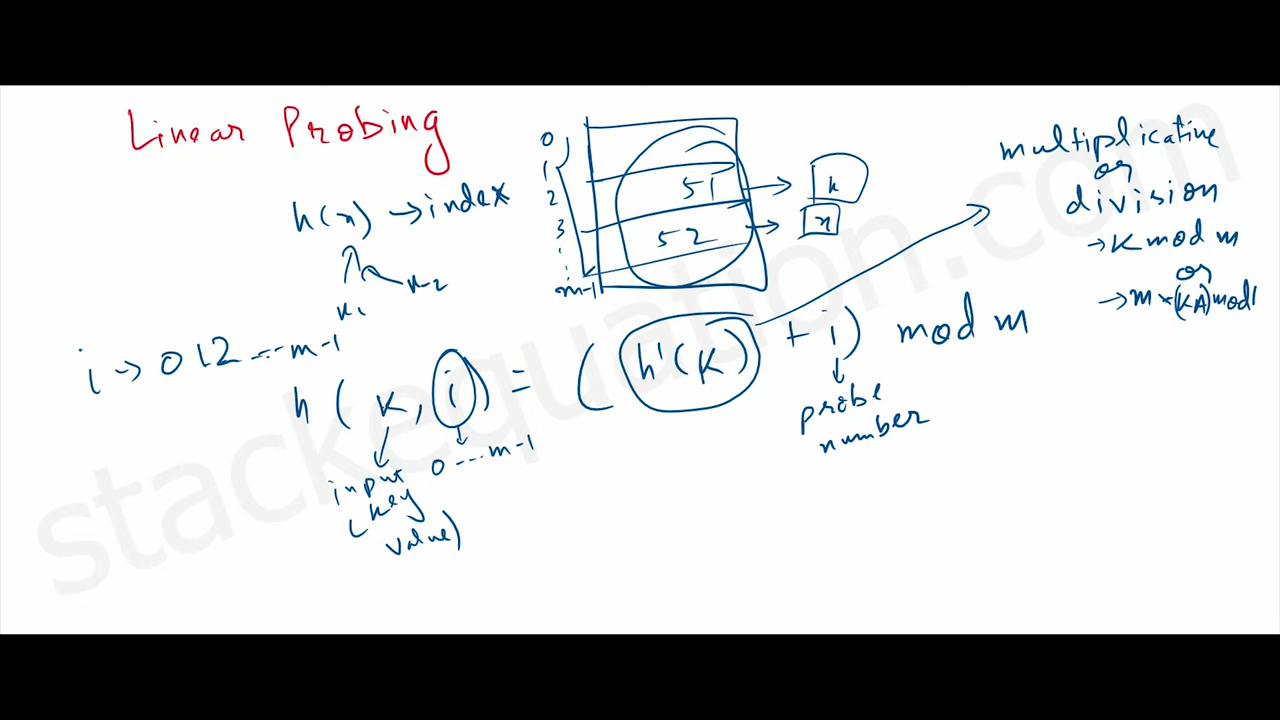 Linear Probing
h(x) → index
x1
x2
0
1
2
3
:
:
m-1
51
52
k
x
multiplicative
or
division
→ K mod m
or
→ m × (KA) mod 1
i → 0 1 2 --- m-1
h ( K, i ) = ( h'(K) + i ) mod m
input
(key
value)
0 --- m-1
probe
number
stackequation.com